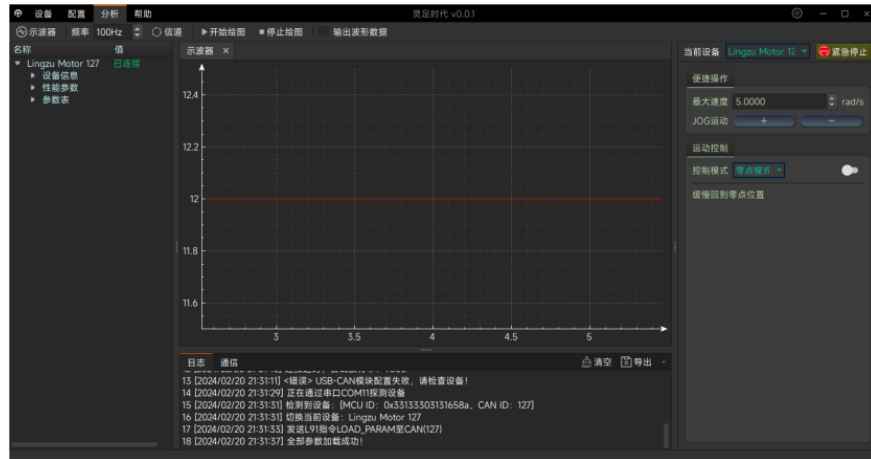 设备 配置 分析 帮助 灵足时代 v0.0.1
示波器 频率 100Hz 信道 开始绘图 停止绘图 输出波形数据
名称 值
Lingzu Motor 127 已连接
设备信息
性能参数
参数表
示波器 ×
12.4
12.2
12
11.8
11.6
3 3.5 4 4.5 5
日志 通信 清空 导出
13 [2024/02/20 21:31:11] <错误> USB-CAN模块配置失败，请检查设备!
14 [2024/02/20 21:31:29] 正在通过串口COM11探测设备
15 [2024/02/20 21:31:31] 检测到设备: [MCU ID: 0x33133303131658a, CAN ID: 127]
16 [2024/02/20 21:31:31] 切换当前设备: Lingzu Motor 127
17 [2024/02/20 21:31:33] 发送L91指令LOAD_PARAM至CAN(127)
18 [2024/02/20 21:31:37] 全部参数加载成功!
当前设备 Lingzu Motor 12 紧急停止
便捷操作
最大速度 5.0000 rad/s
JOG运动 + −
运动控制
控制模式 零点模式
缓慢回到零点位置